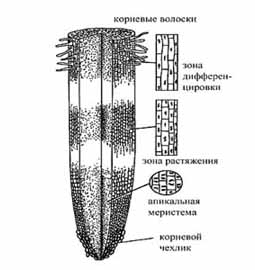 корневые волоски
зона
дифферен-
цировки
зона растяжения
апикальная
меристема
корневой
чехлик